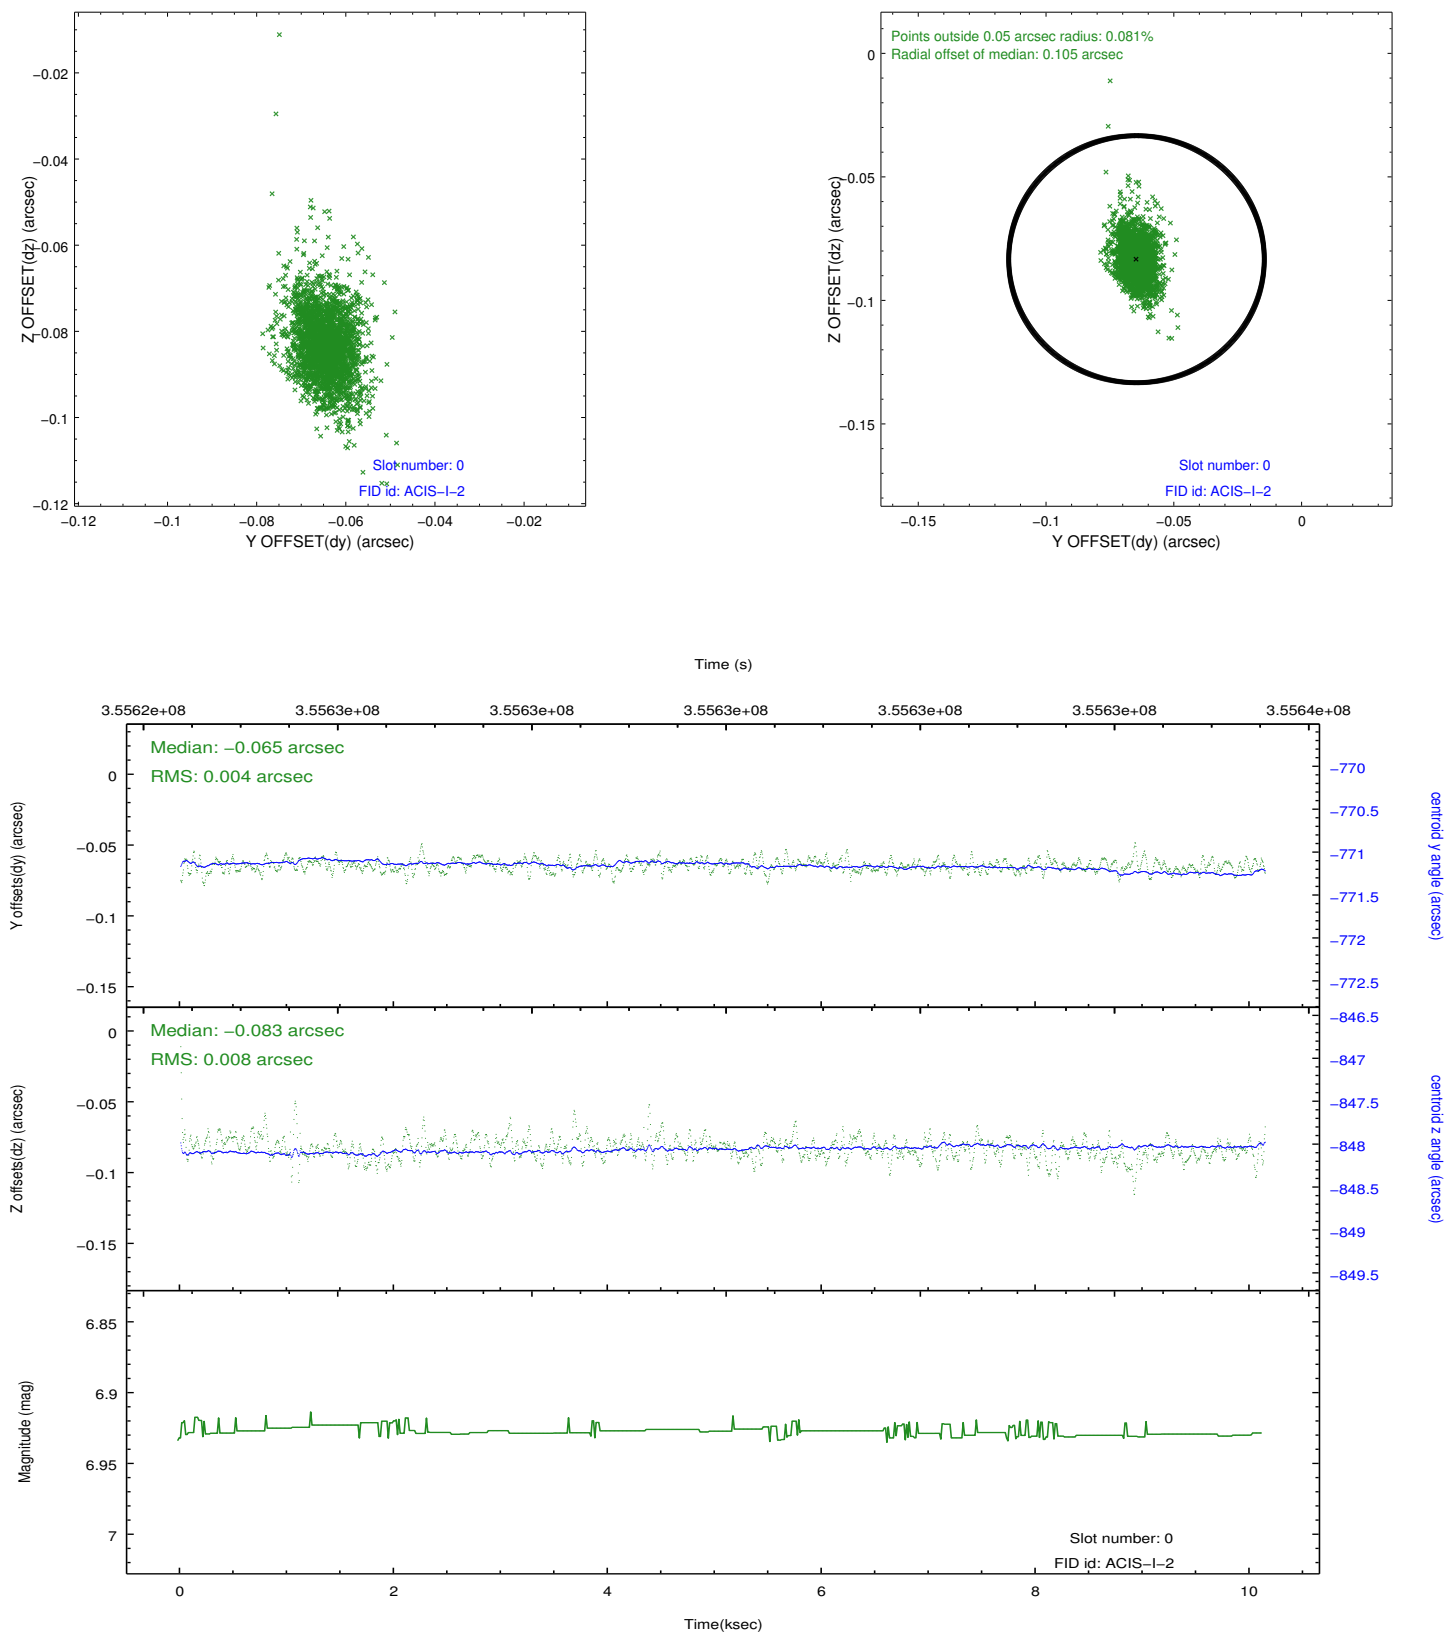 −0.02
−0.04
−0.06
−0.08
−0.1
−0.12
Z OFFSET(dz) (arcsec)
Slot number: 0
FID id: ACIS−I−2
−0.12
−0.1
−0.08
−0.06
−0.04
−0.02
Y OFFSET(dy) (arcsec)
Points outside 0.05 arcsec radius: 0.081%
Radial offset of median: 0.105 arcsec
0
−0.05
−0.1
−0.15
Z OFFSET(dz) (arcsec)
Slot number: 0
FID id: ACIS−I−2
−0.15
−0.1
−0.05
0
Y OFFSET(dy) (arcsec)
Time (s)
3.5562e+08
3.5563e+08
3.5563e+08
3.5563e+08
3.5563e+08
3.5563e+08
3.5564e+08
Median: −0.065 arcsec
RMS: 0.004 arcsec
0
−0.05
−0.1
−0.15
Y offsets(dy) (arcsec)
−770
−770.5
−771
−771.5
−772
−772.5
centroid y angle (arcsec)
Median: −0.083 arcsec
RMS: 0.008 arcsec
0
−0.05
−0.1
−0.15
Z offsets(dz) (arcsec)
−846.5
−847
−847.5
−848
−848.5
−849
−849.5
centroid z angle (arcsec)
6.85
6.9
6.95
7
Magnitude (mag)
Slot number: 0
FID id: ACIS−I−2
0
2
4
6
8
10
Time(ksec)